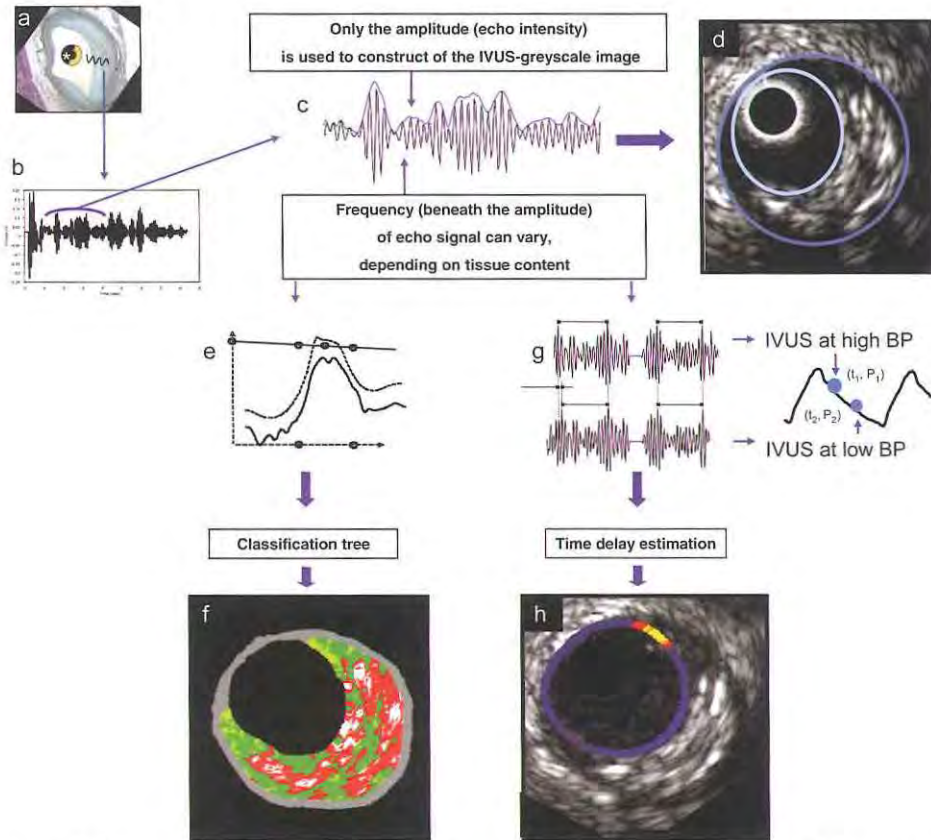 a
Only the amplitude (echo intensity)
is used to construct of the IVUS-greyscale image
d
c
b
Frequency (beneath the amplitude)
of echo signal can vary,
depending on tissue content
e
g
IVUS at high BP
(t₁, P₁)
(t₂, P₂)
IVUS at low BP
Classification tree
Time delay estimation
f
h